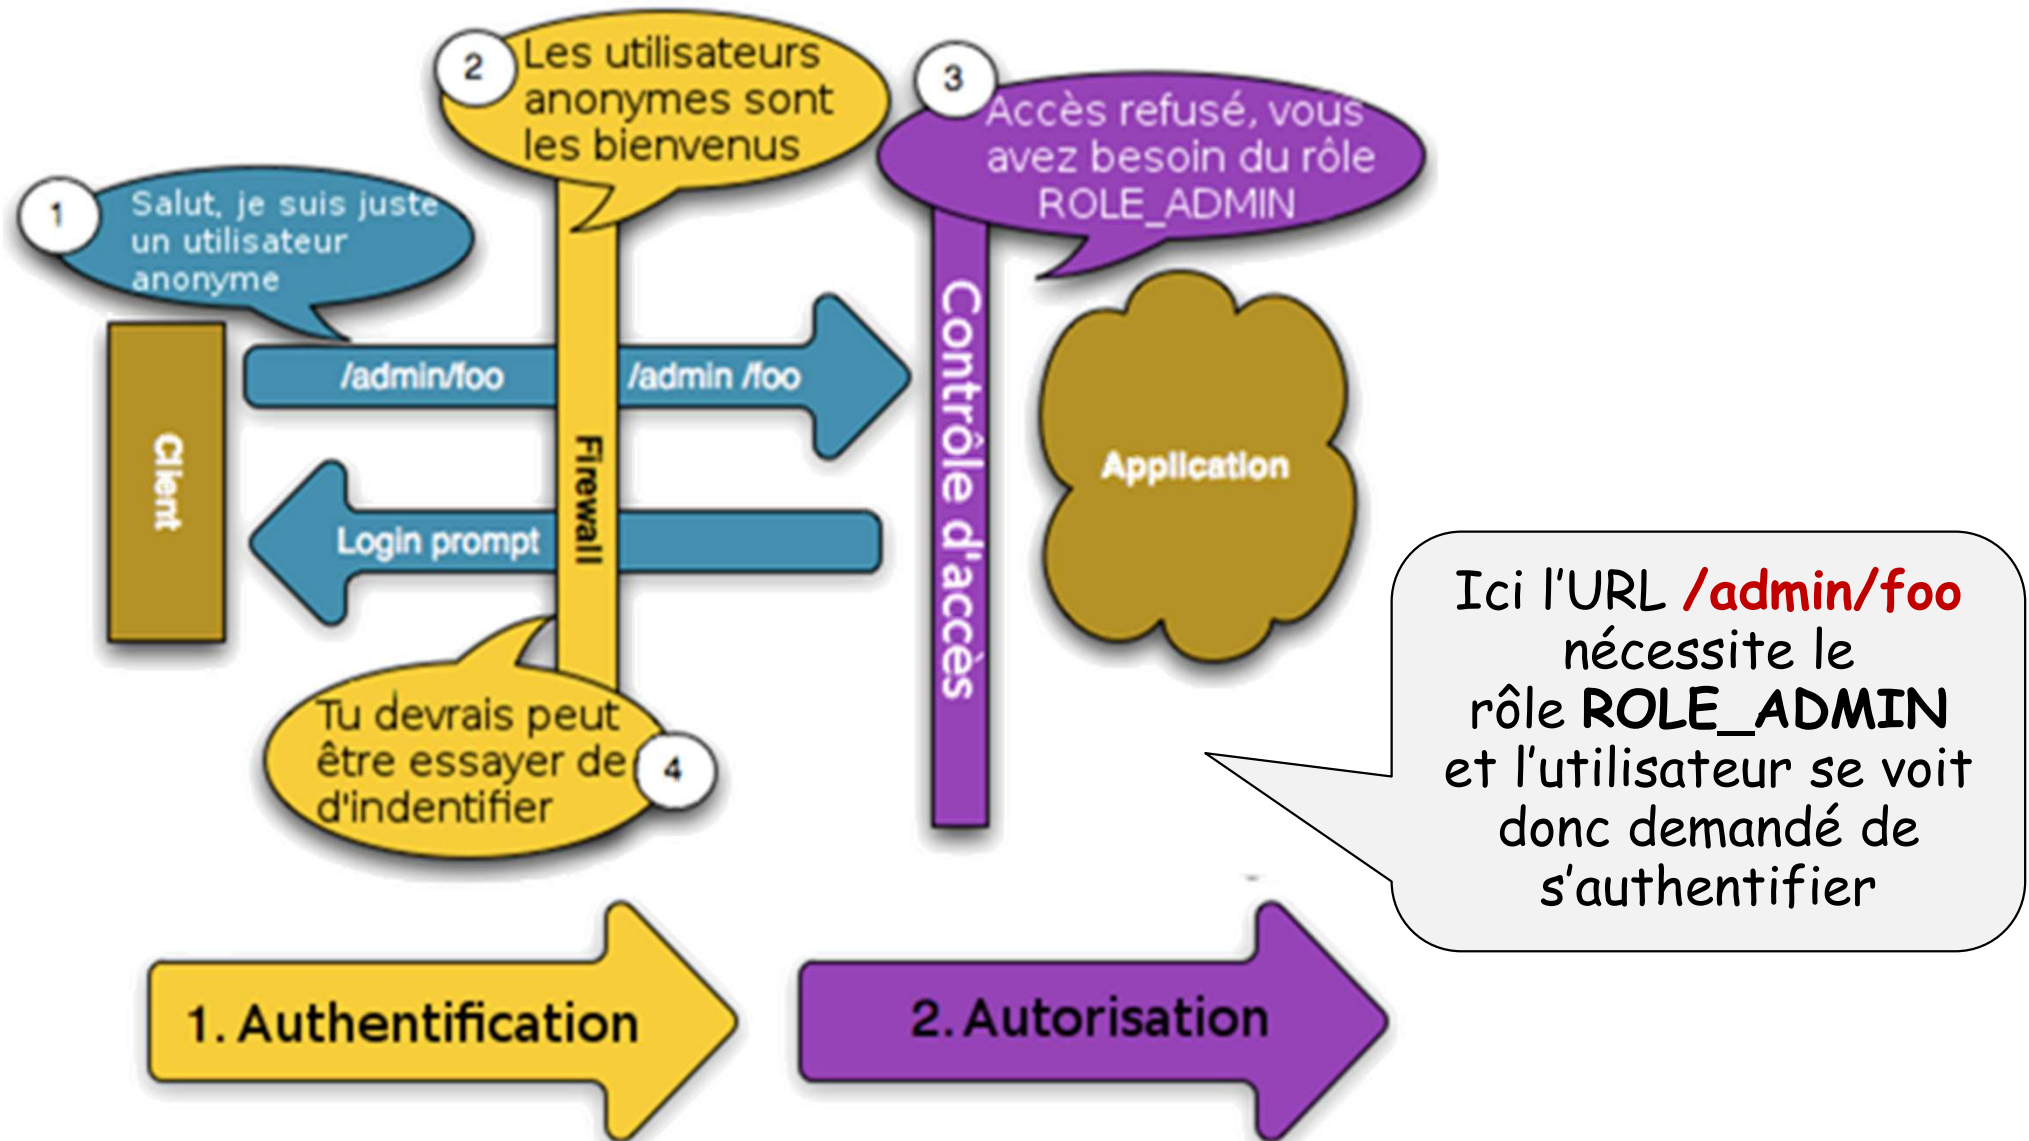 1
Salut, je suis juste
un utilisateur
anonyme
2
Les utilisateurs
anonymes sont
les bienvenus
3
Accès refusé, vous
avez besoin du rôle
ROLE_ADMIN
Client
/admin/foo
Firewall
/admin /foo
Contrôle d'accès
Application
Login prompt
Tu devrais peut
être essayer de
d'indentifier
4
Ici l’URL /admin/foo
nécessite le
rôle ROLE_ADMIN
et l’utilisateur se voit
donc demandé de
s’authentifier
1. Authentification
2. Autorisation